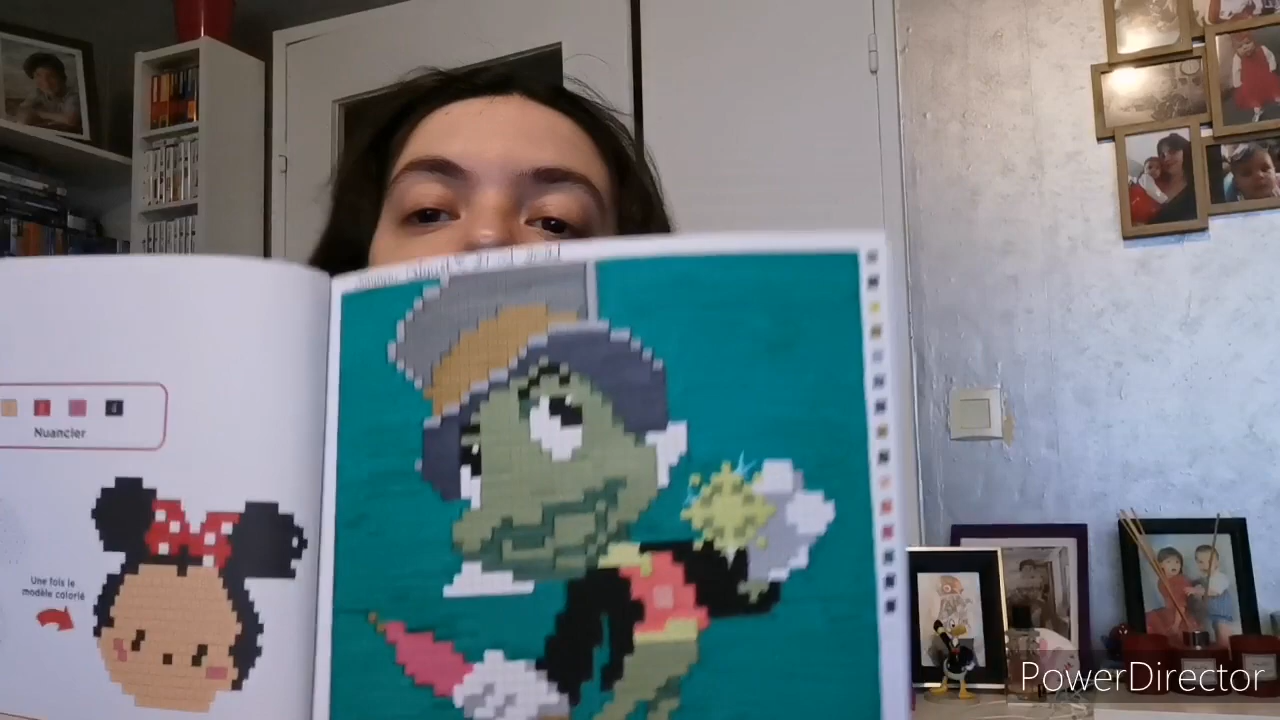 Nuancier
Une fois le
modèle colorié
PowerDirector